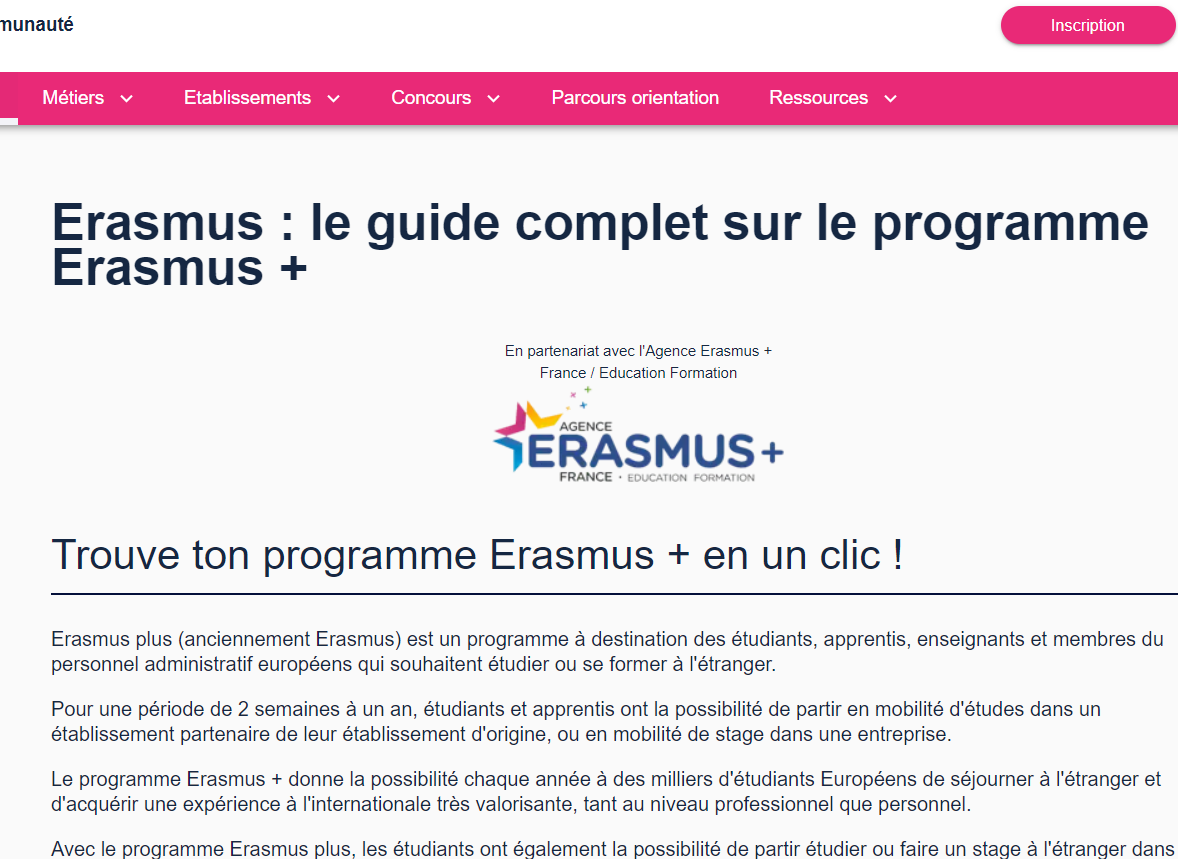 munauté
Inscription
Métiers
Etablissements
Concours
Parcours orientation
Ressources
Erasmus : le guide complet sur le programme
Erasmus +
En partenariat avec l'Agence Erasmus +
France / Education Formation
AGENCE
ERASMUS+
FRANCE · EDUCATION FORMATION
Trouve ton programme Erasmus + en un clic !
Erasmus plus (anciennement Erasmus) est un programme à destination des étudiants, apprentis, enseignants et membres du
personnel administratif européens qui souhaitent étudier ou se former à l'étranger.
Pour une période de 2 semaines à un an, étudiants et apprentis ont la possibilité de partir en mobilité d'études dans un
établissement partenaire de leur établissement d'origine, ou en mobilité de stage dans une entreprise.
Le programme Erasmus + donne la possibilité chaque année à des milliers d'étudiants Européens de séjourner à l'étranger et
d'acquérir une expérience à l'internationale très valorisante, tant au niveau professionnel que personnel.
Avec le programme Erasmus plus, les étudiants ont également la possibilité de partir étudier ou faire un stage à l'étranger dans